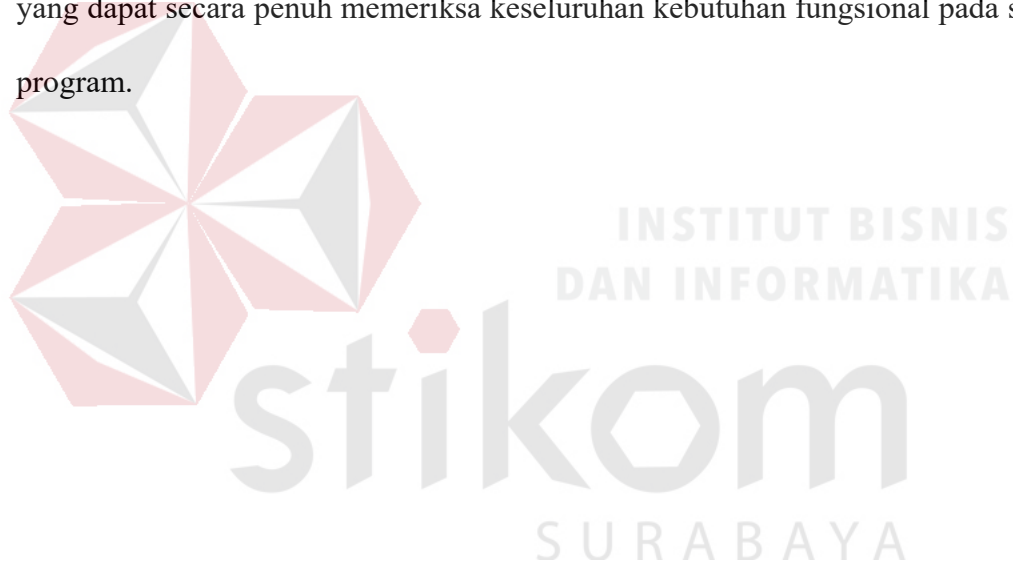 yang dapat secara penuh memeriksa keseluruhan kebutuhan fungsional pada
program.
INSTITUT BISNIS
DAN INFORMATIKA
stikom
SURABAYA